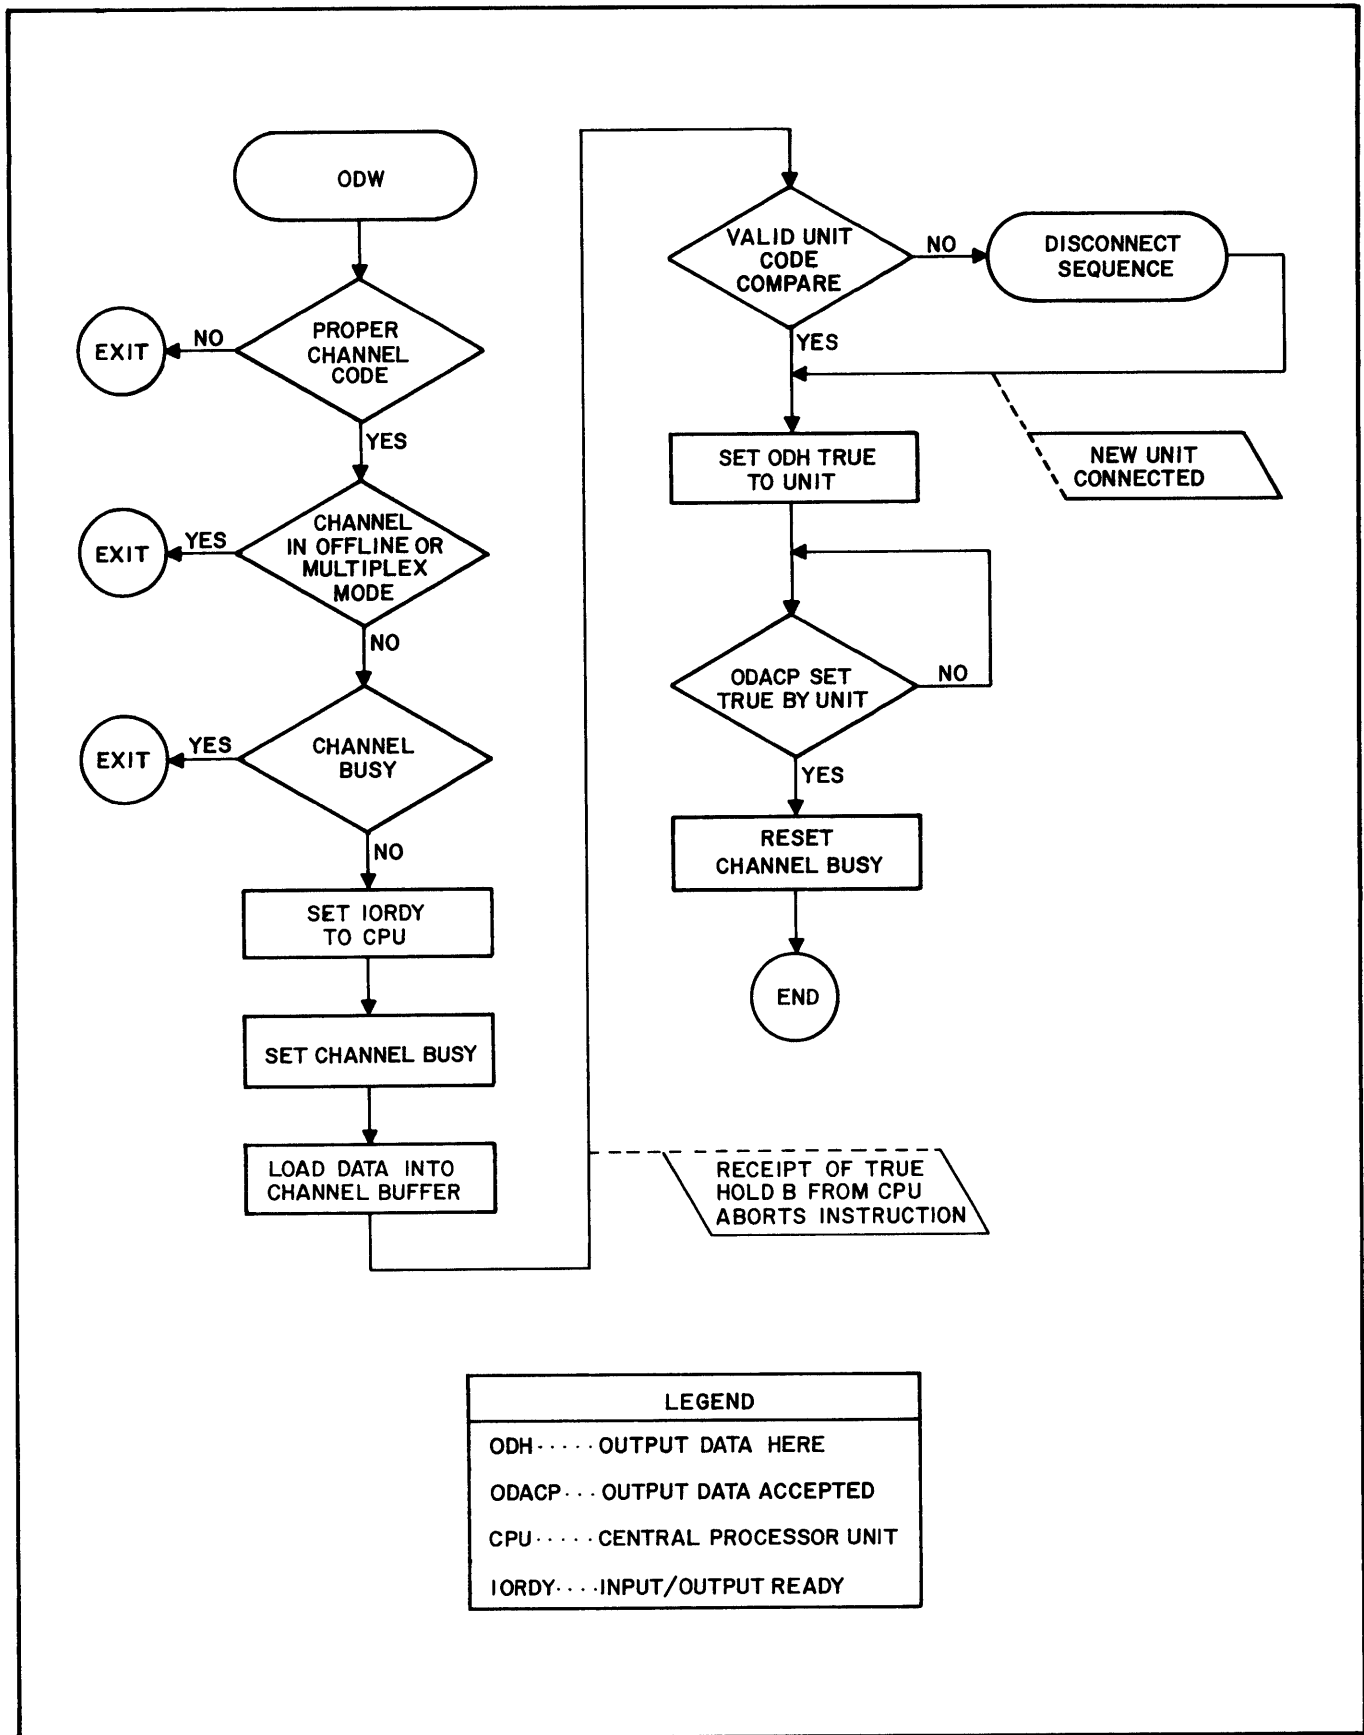 ODW
PROPER
CHANNEL
CODE
NO
EXIT
YES
CHANNEL
IN OFFLINE OR
MULTIPLEX
MODE
YES
EXIT
NO
CHANNEL
BUSY
YES
EXIT
NO
SET IORDY
TO CPU
SET CHANNEL BUSY
LOAD DATA INTO
CHANNEL BUFFER
RECEIPT OF TRUE
HOLD B FROM CPU
ABORTS INSTRUCTION
VALID UNIT
CODE
COMPARE
NO
DISCONNECT
SEQUENCE
YES
NEW UNIT
CONNECTED
SET ODH TRUE
TO UNIT
ODACP SET
TRUE BY UNIT
NO
YES
RESET
CHANNEL BUSY
END
LEGEND
ODH ····· OUTPUT DATA HERE
ODACP ··· OUTPUT DATA ACCEPTED
CPU ····· CENTRAL PROCESSOR UNIT
IORDY ···· INPUT/OUTPUT READY